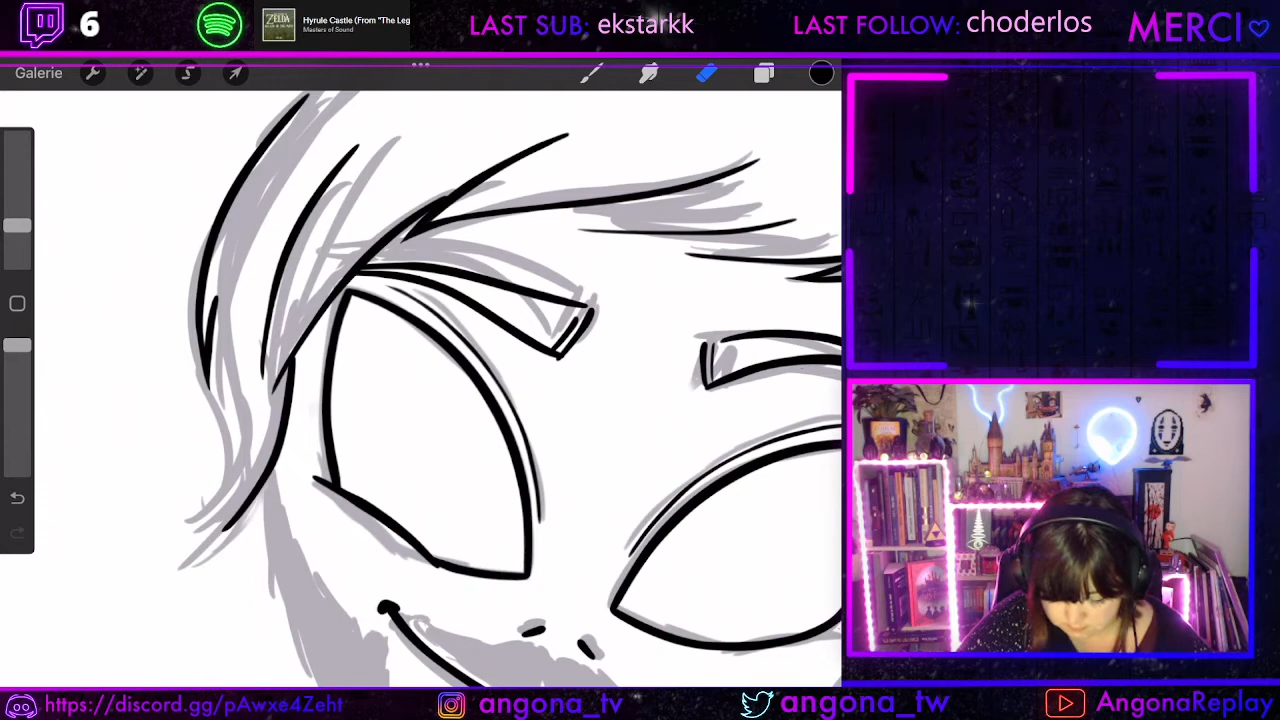 6
Hyrule Castle (From "The Leg
Masters of Sound
LAST SUB: ekstarkk
LAST FOLLOW: choderlos
MERCI
Galerie
https://discord.gg/pAwxe4Zeht
angona_tv
angona_tw
AngonaReplay